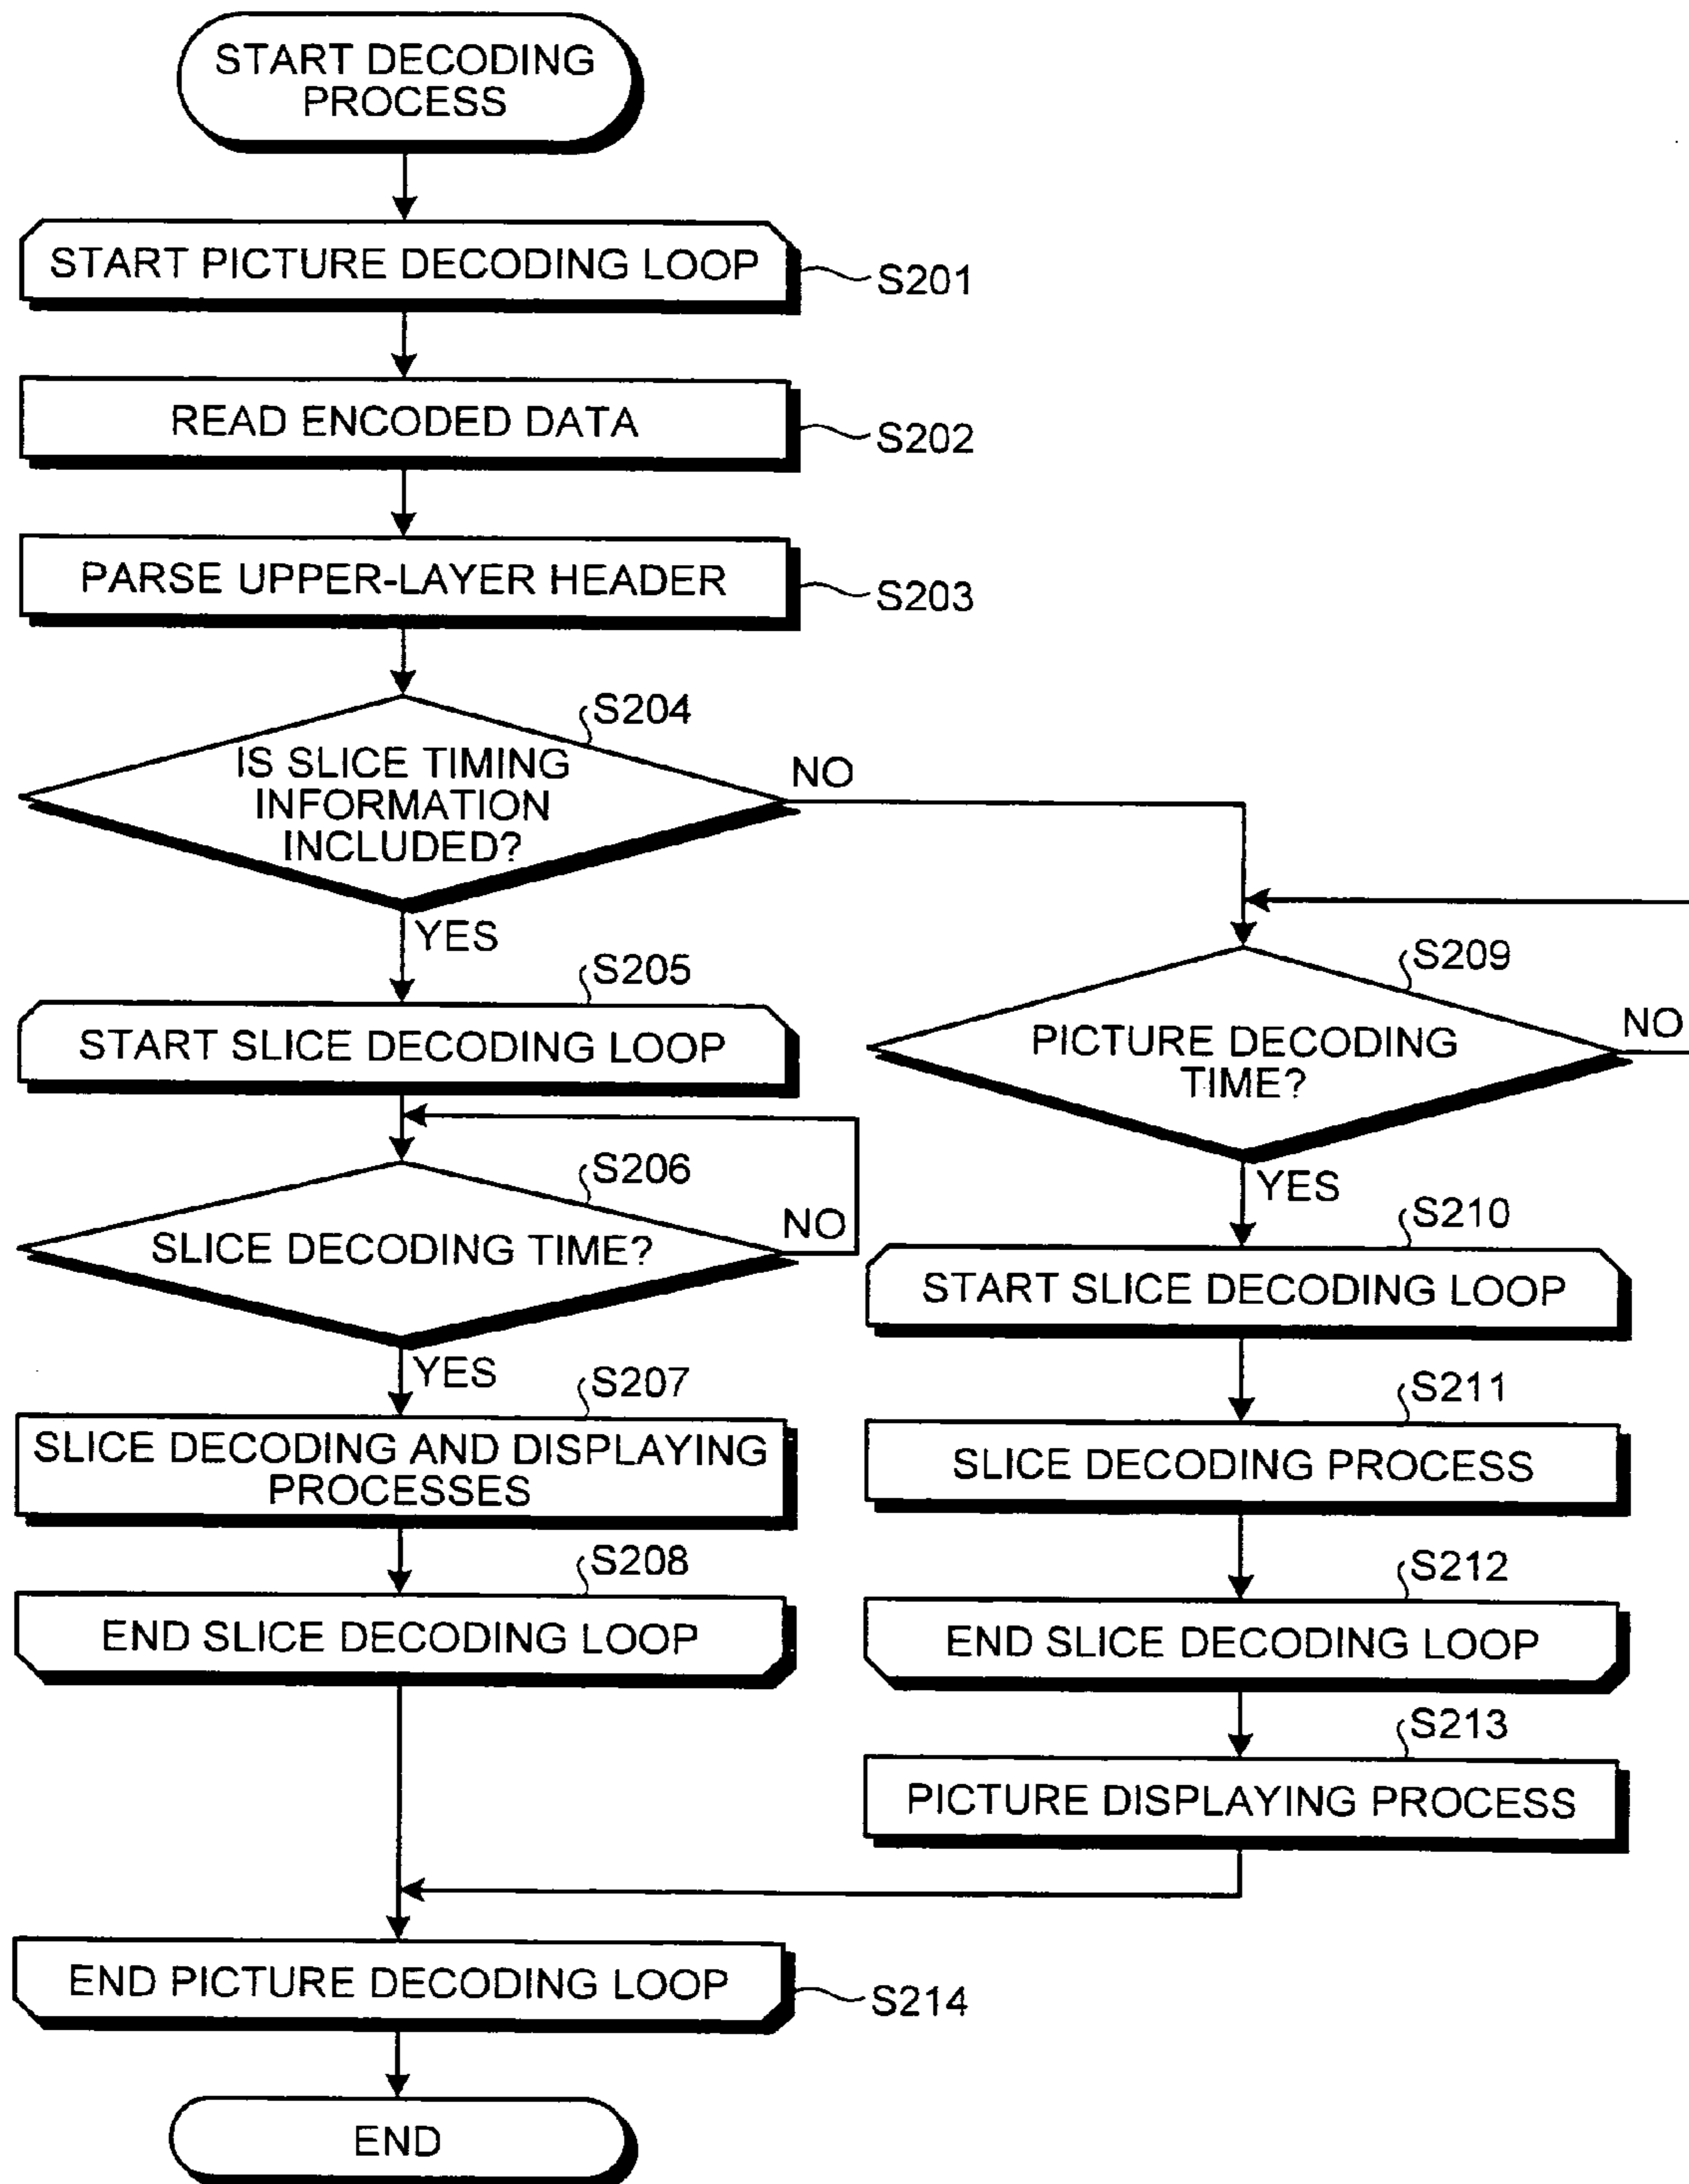 START DECODING
PROCESS
START PICTURE DECODING LOOP
S201
READ ENCODED DATA
S202
PARSE UPPER-LAYER HEADER
S203
S204
IS SLICE TIMING
INFORMATION
INCLUDED?
NO
YES
S205
START SLICE DECODING LOOP
S206
SLICE DECODING TIME?
NO
YES
S207
SLICE DECODING AND DISPLAYING
PROCESSES
S208
END SLICE DECODING LOOP
S209
PICTURE DECODING
TIME?
NO
YES
S210
START SLICE DECODING LOOP
S211
SLICE DECODING PROCESS
S212
END SLICE DECODING LOOP
S213
PICTURE DISPLAYING PROCESS
END PICTURE DECODING LOOP
S214
END